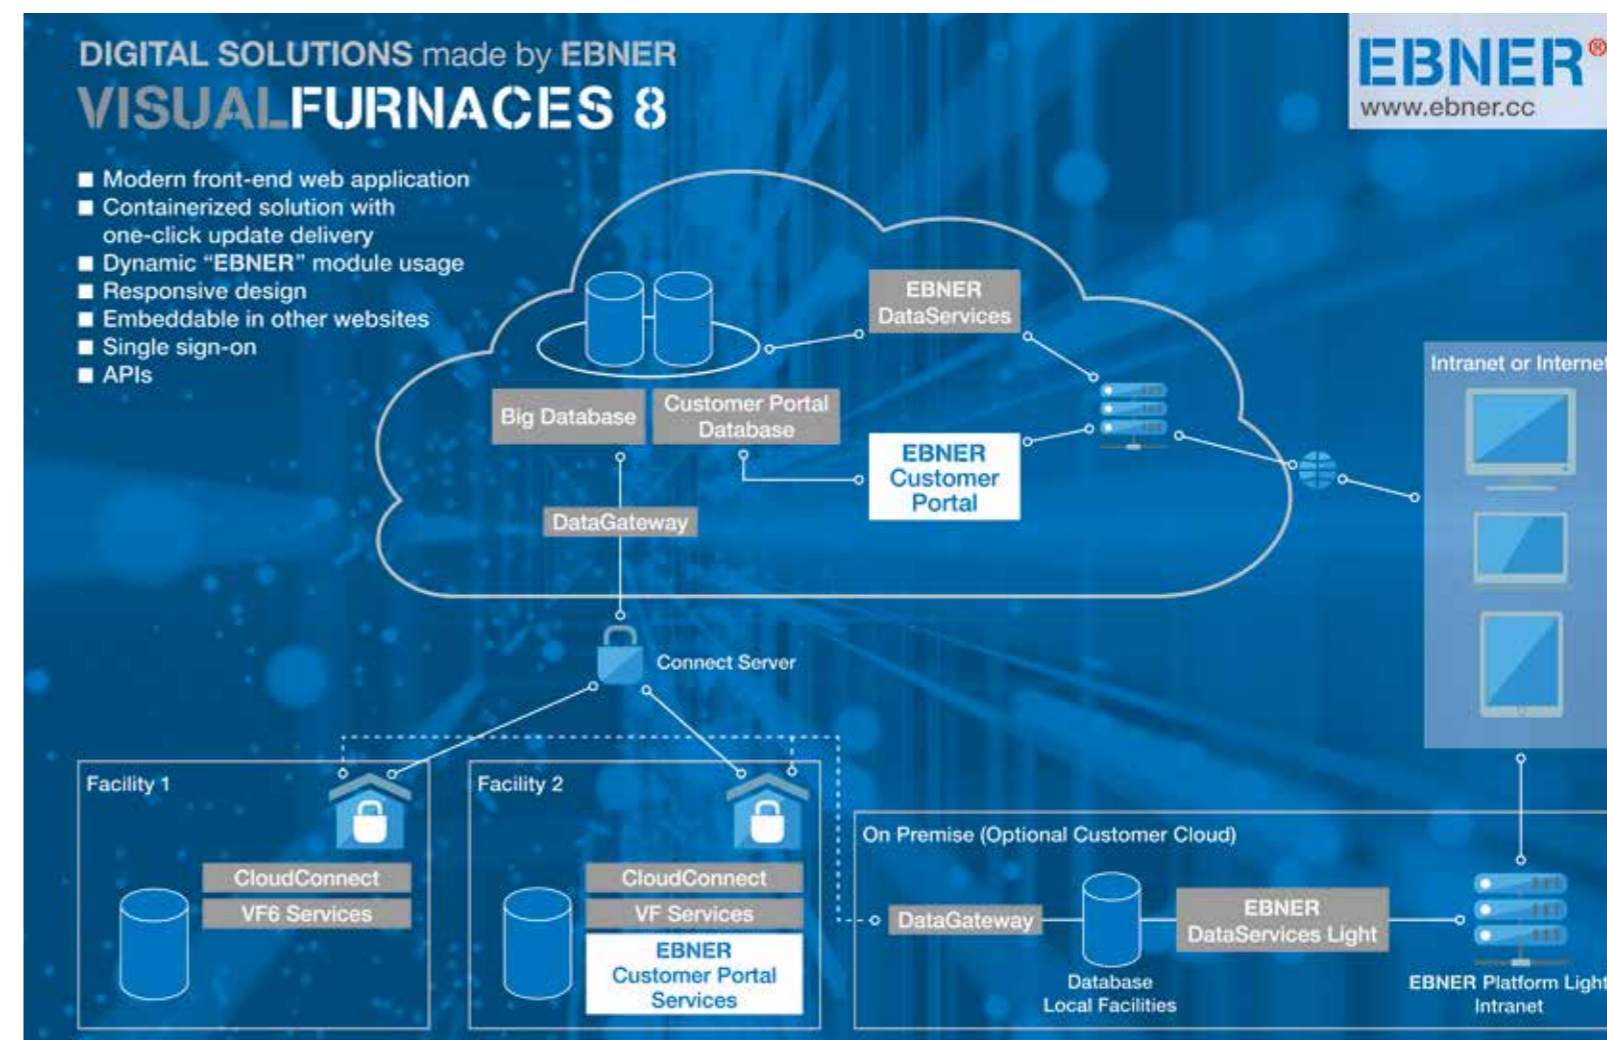 DIGITAL SOLUTIONS made by EBNER
VISUALFURNACES 8
EBNER®
www.ebner.cc
■ Modern front-end web application
■ Containerized solution with
one-click update delivery
■ Dynamic “EBNER” module usage
■ Responsive design
■ Embeddable in other websites
■ Single sign-on
■ APIs
EBNER
DataServices
Big Database
Customer Portal
Database
EBNER
Customer
Portal
DataGateway
Intranet or Internet
Connect Server
Facility 1
CloudConnect
VF6 Services
Facility 2
CloudConnect
VF Services
EBNER
Customer Portal
Services
On Premise (Optional Customer Cloud)
DataGateway
Database
Local Facilities
EBNER
DataServices Light
EBNER Platform Light
Intranet